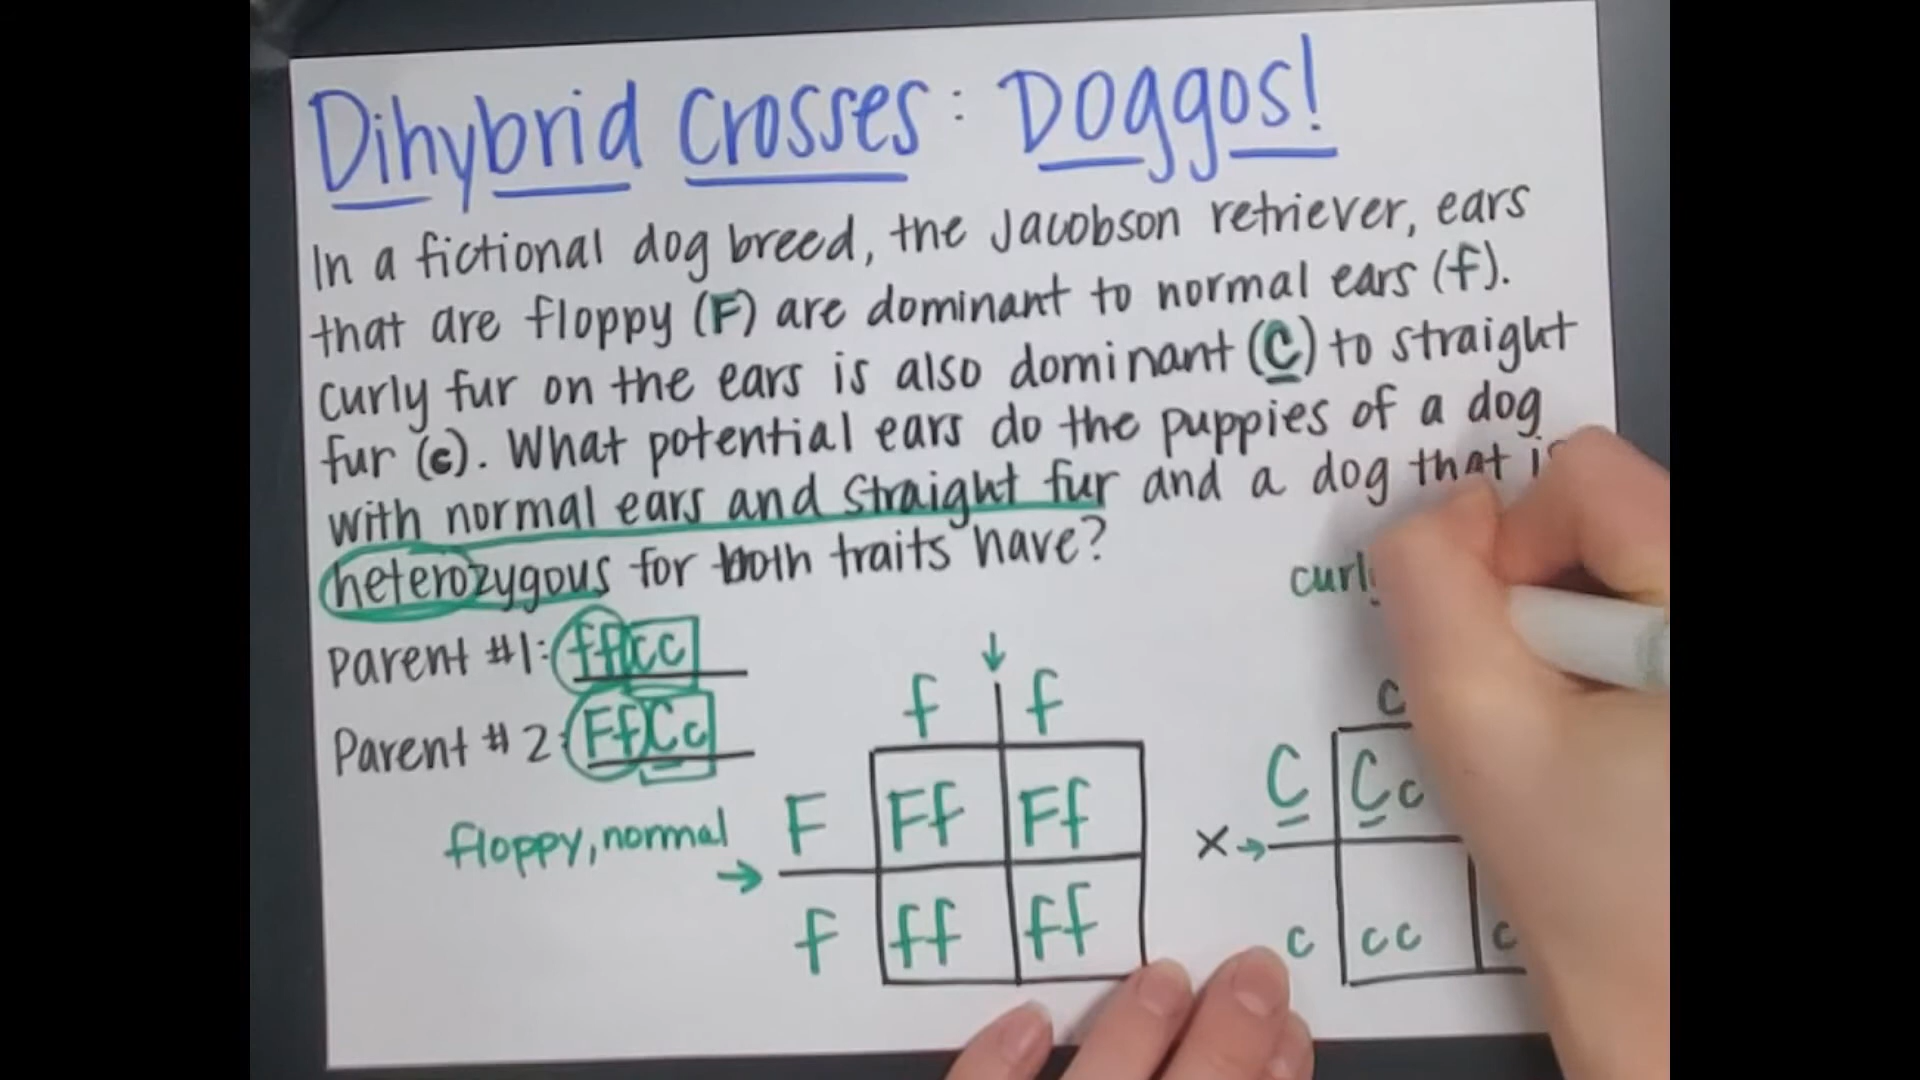 Dihybrid Crosses: Doggos!
In a fictional dog breed, the Jacobson retriever, ears
that are floppy (F) are dominant to normal ears (f).
curly fur on the ears is also dominant (C) to straight
fur (c). What potential ears do the puppies of a dog
with normal ears and straight fur and a dog that
heterozygous for both traits have?
Parent #1: ffcc
Parent #2: FfCc
floppy, normal
f f
F Ff Ff
f ff ff
c
X C Cc
c cc c